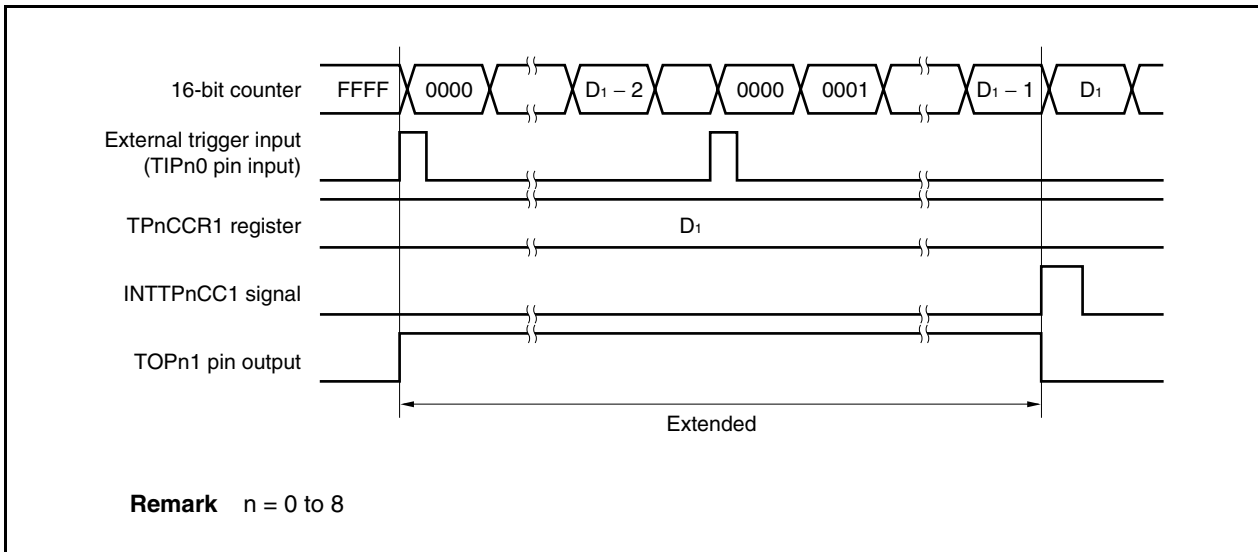 16-bit counter FFFF 0000 D1 – 2 0000 0001 D1 – 1 D1
External trigger input
(TIPn0 pin input)
TPnCCR1 register D1
INTTPnCC1 signal
TOPn1 pin output
Extended
Remark n = 0 to 8